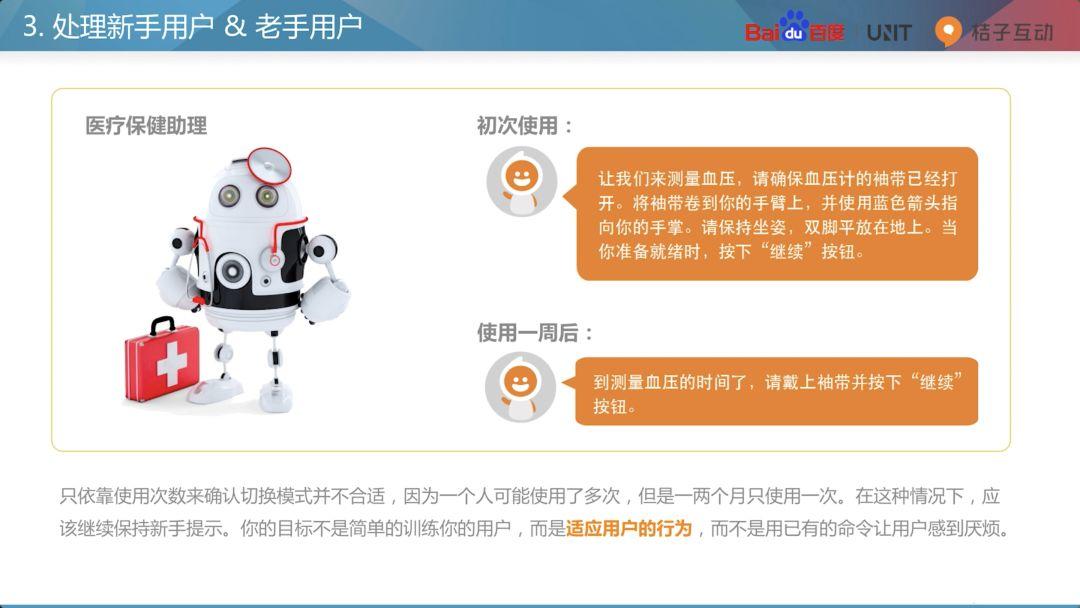 3. 处理新手用户 & 老手用户
Baidu百度 UNIT 桔子互动
医疗保健助理
初次使用：
让我们来测量血压，请确保血压计的袖带已经打
开。将袖带卷到你的手臂上，并使用蓝色箭头指
向你的手掌。请保持坐姿，双脚平放在地上。当
你准备就绪时，按下“继续”按钮。
使用一周后：
到测量血压的时间了，请戴上袖带并按下“继续”
按钮。
只依靠使用次数来确认切换模式并不合适，因为一个人可能使用了多次，但是一两个月只使用一次。在这种情况下，应
该继续保持新手提示。你的目标不是简单的训练你的用户，而是适应用户的行为，而不是用已有的命令让用户感到厌烦。